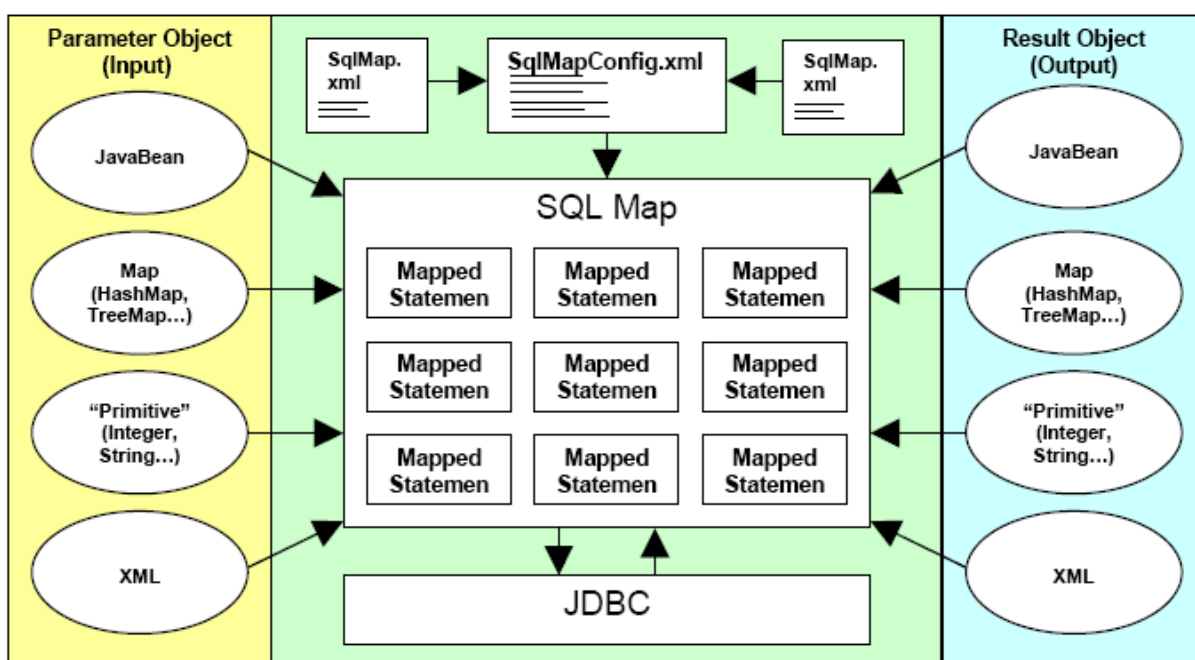 Parameter Object
(Input)
JavaBean
Map
(HashMap,
TreeMap…)
“Primitive”
(Integer,
String…)
XML
SqlMap.
xml
SqlMapConfig.xml
SqlMap.
xml
SQL Map
Mapped
Statemen
Mapped
Statemen
Mapped
Statemen
Mapped
Statemen
Mapped
Statemen
Mapped
Statemen
Mapped
Statemen
Mapped
Statemen
Mapped
Statemen
JDBC
Result Object
(Output)
JavaBean
Map
(HashMap,
TreeMap…)
“Primitive”
(Integer,
String…)
XML